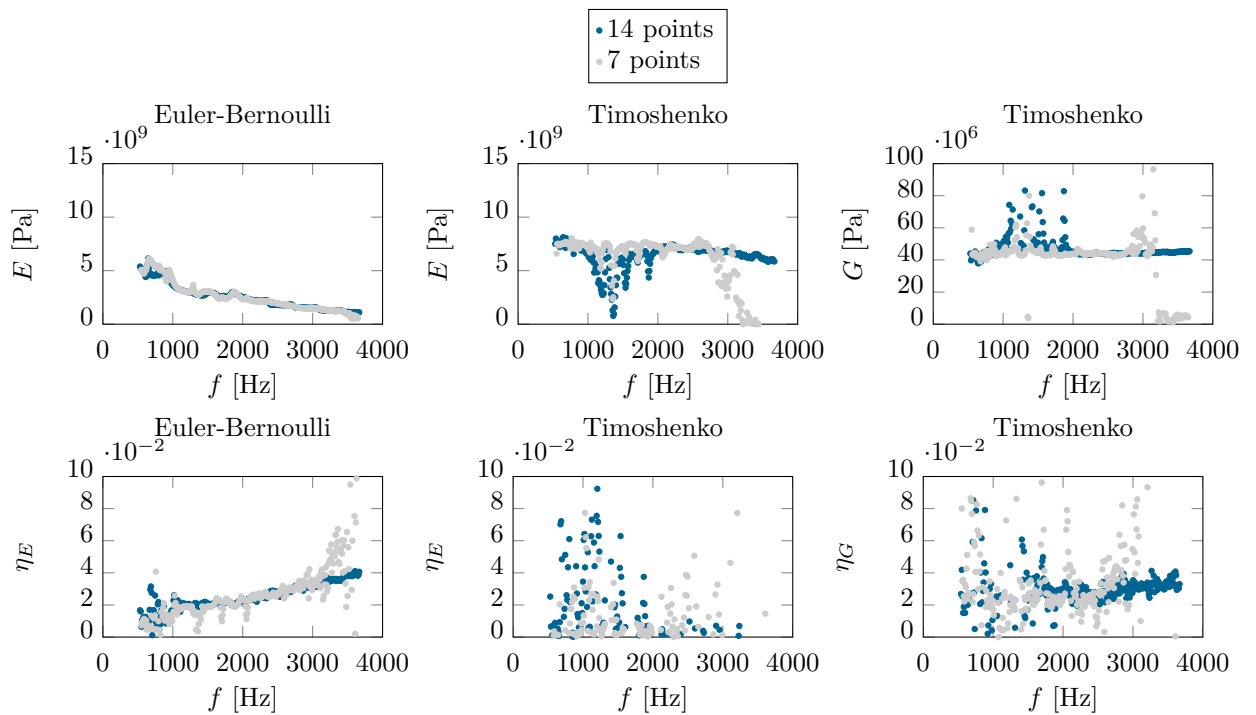 14 points
7 points
Euler-Bernoulli
·10^9
15
10
5
0
E [Pa]
0 1000 2000 3000 4000
f [Hz]
Timoshenko
·10^9
15
10
5
0
E [Pa]
0 1000 2000 3000 4000
f [Hz]
Timoshenko
·10^6
100
80
60
40
20
0
G [Pa]
0 1000 2000 3000 4000
f [Hz]
Euler-Bernoulli
·10^−2
10
8
6
4
2
0
η_E
0 1000 2000 3000 4000
f [Hz]
Timoshenko
·10^−2
10
8
6
4
2
0
η_E
0 1000 2000 3000 4000
f [Hz]
Timoshenko
·10^−2
10
8
6
4
2
0
η_G
0 1000 2000 3000 4000
f [Hz]